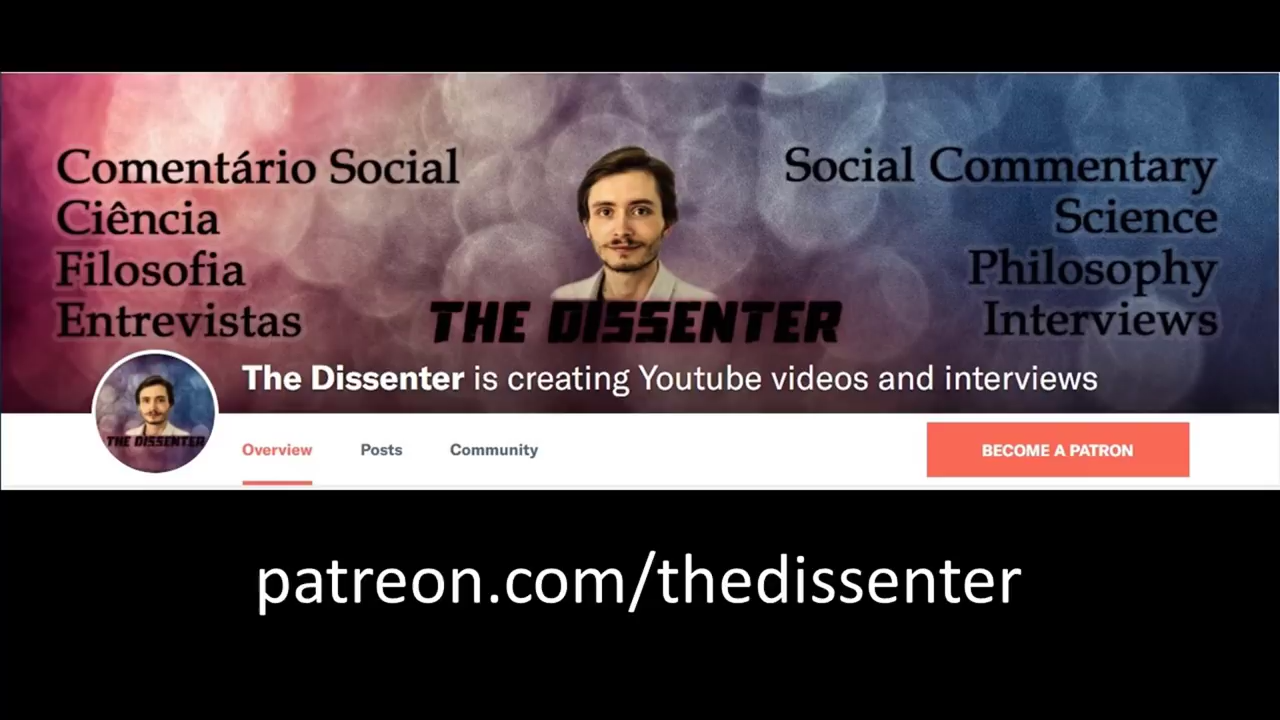 Comentário Social
Ciência
Filosofia
Entrevistas
Social Commentary
Science
Philosophy
Interviews
THE DISSENTER
The Dissenter is creating Youtube videos and interviews
THE DISSENTER
Overview
Posts
Community
BECOME A PATRON
patreon.com/thedissenter